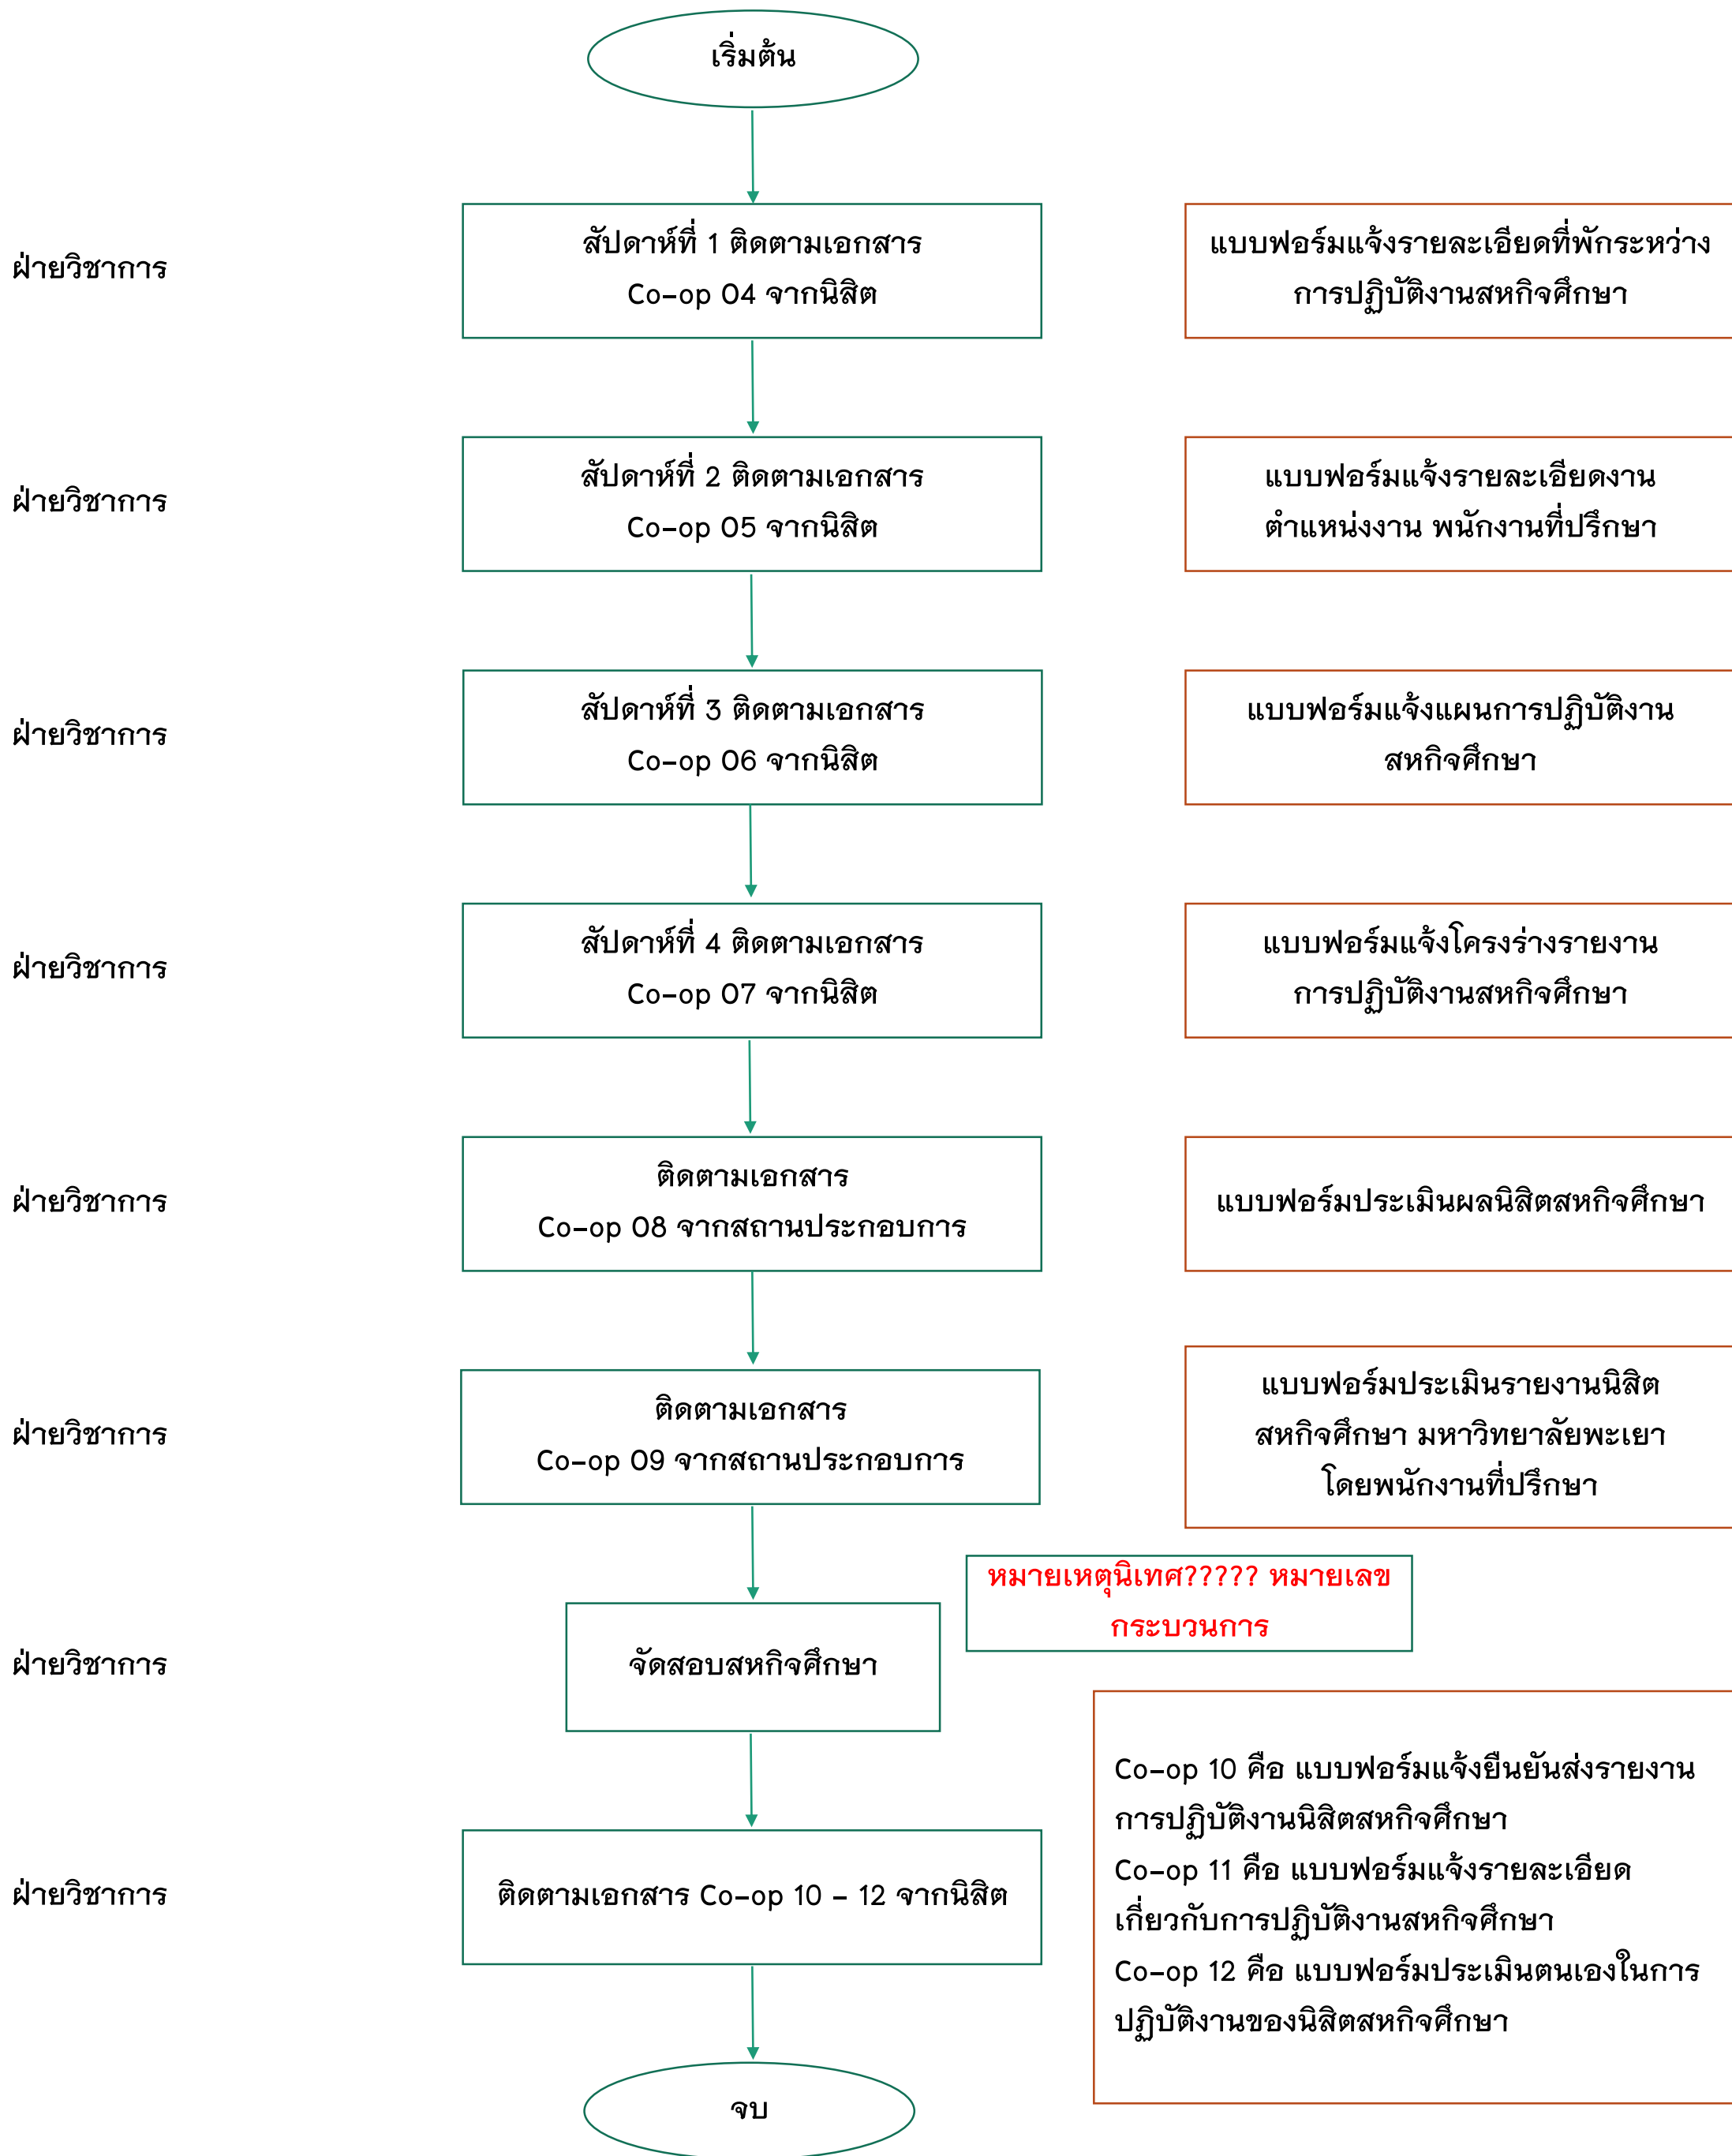 เริ่มต้น
ฝ่ายวิชาการ
สัปดาห์ที่ 1 ติดตามเอกสาร
Co-op 04 จากนิสิต
แบบฟอร์มแจ้งรายละเอียดที่พักระหว่าง
การปฏิบัติงานสหกิจศึกษา
ฝ่ายวิชาการ
สัปดาห์ที่ 2 ติดตามเอกสาร
Co-op 05 จากนิสิต
แบบฟอร์มแจ้งรายละเอียดงาน
ตำแหน่งงาน พนักงานที่ปรึกษา
ฝ่ายวิชาการ
สัปดาห์ที่ 3 ติดตามเอกสาร
Co-op 06 จากนิสิต
แบบฟอร์มแจ้งแผนการปฏิบัติงาน
สหกิจศึกษา
ฝ่ายวิชาการ
สัปดาห์ที่ 4 ติดตามเอกสาร
Co-op 07 จากนิสิต
แบบฟอร์มแจ้งโครงร่างรายงาน
การปฏิบัติงานสหกิจศึกษา
ฝ่ายวิชาการ
ติดตามเอกสาร
Co-op 08 จากสถานประกอบการ
แบบฟอร์มประเมินผลนิสิตสหกิจศึกษา
ฝ่ายวิชาการ
ติดตามเอกสาร
Co-op 09 จากสถานประกอบการ
แบบฟอร์มประเมินรายงานนิสิต
สหกิจศึกษา มหาวิทยาลัยพะเยา
โดยพนักงานที่ปรึกษา
หมายเหตุนิเทศ????? หมายเลข
กระบวนการ
ฝ่ายวิชาการ
จัดสอบสหกิจศึกษา
ฝ่ายวิชาการ
ติดตามเอกสาร Co-op 10 - 12 จากนิสิต
Co-op 10 คือ แบบฟอร์มแจ้งยืนยันส่งรายงาน
การปฏิบัติงานนิสิตสหกิจศึกษา
Co-op 11 คือ แบบฟอร์มแจ้งรายละเอียด
เกี่ยวกับการปฏิบัติงานสหกิจศึกษา
Co-op 12 คือ แบบฟอร์มประเมินตนเองในการ
ปฏิบัติงานของนิสิตสหกิจศึกษา
จบ